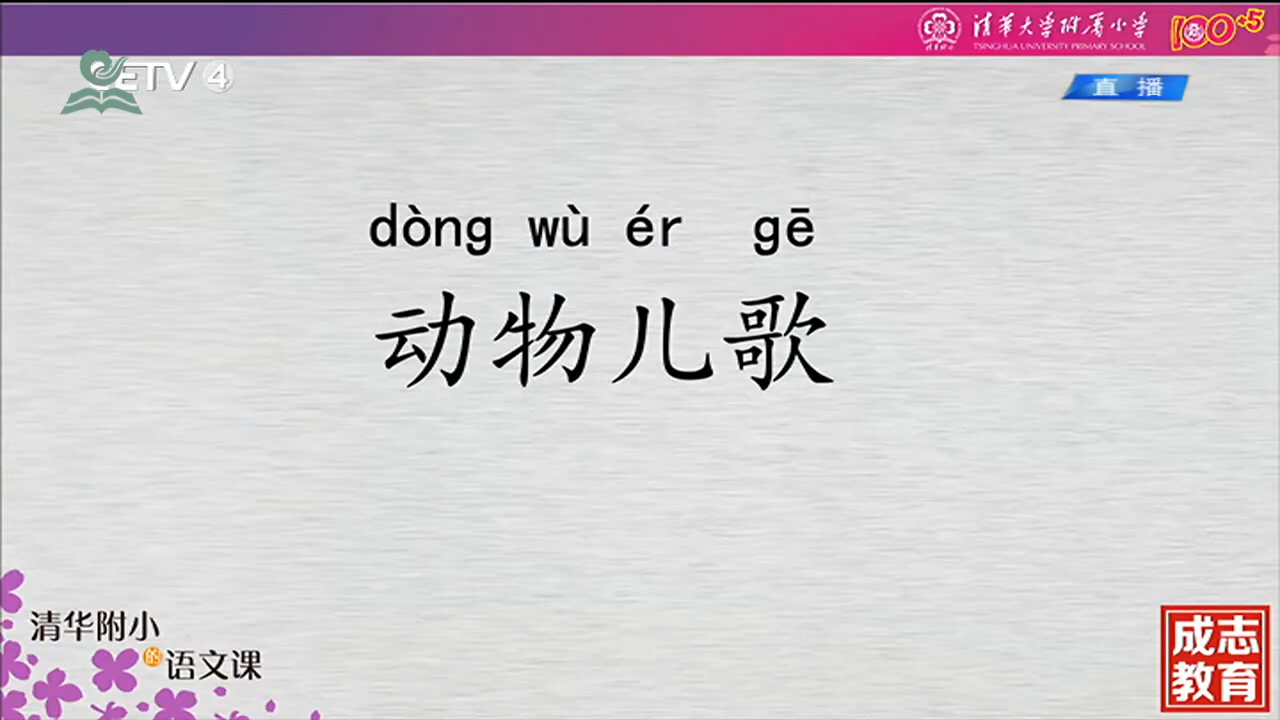 清华大学附属小学
TSINGHUA UNIVERSITY PRIMARY SCHOOL
100+5
CETV 4
直播
dòng wù ér gē
动物儿歌
清华附小
的语文课
成志
教育